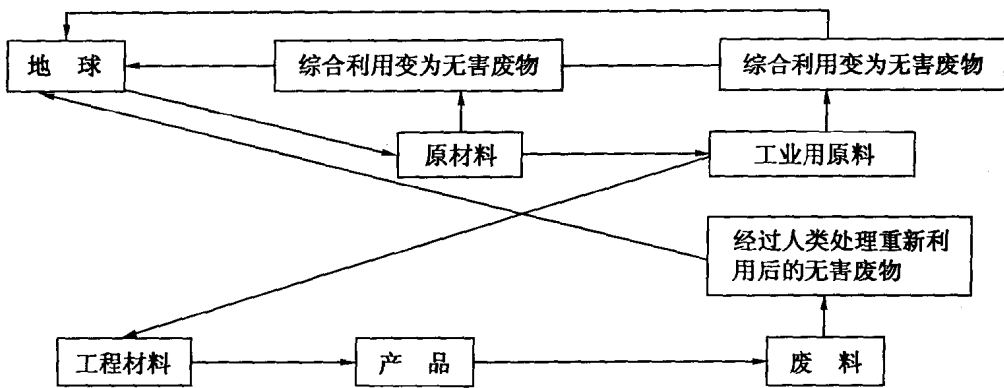 地 球
综合利用变为无害废物
综合利用变为无害废物
原材料
工业用原料
经过人类处理重新利
用后的无害废物
工程材料
产 品
废 料